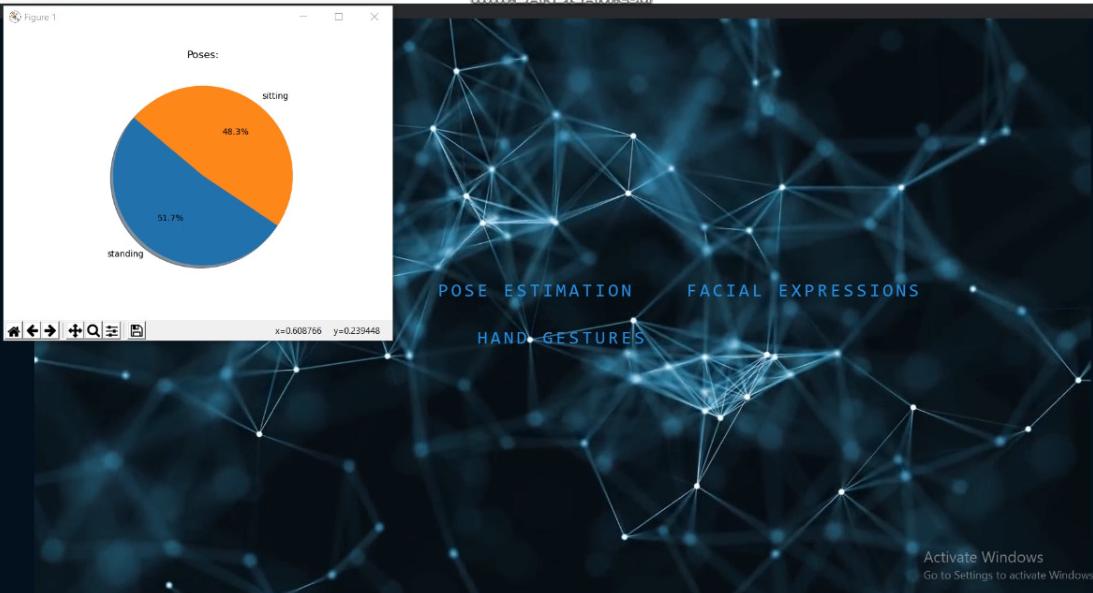 Figure 1
Poses:
sitting
48.3%
51.7%
standing
x=0.608766 y=0.239448
POSE ESTIMATION FACIAL EXPRESSIONS
HAND GESTURES
Activate Windows
Go to Settings to activate Windows